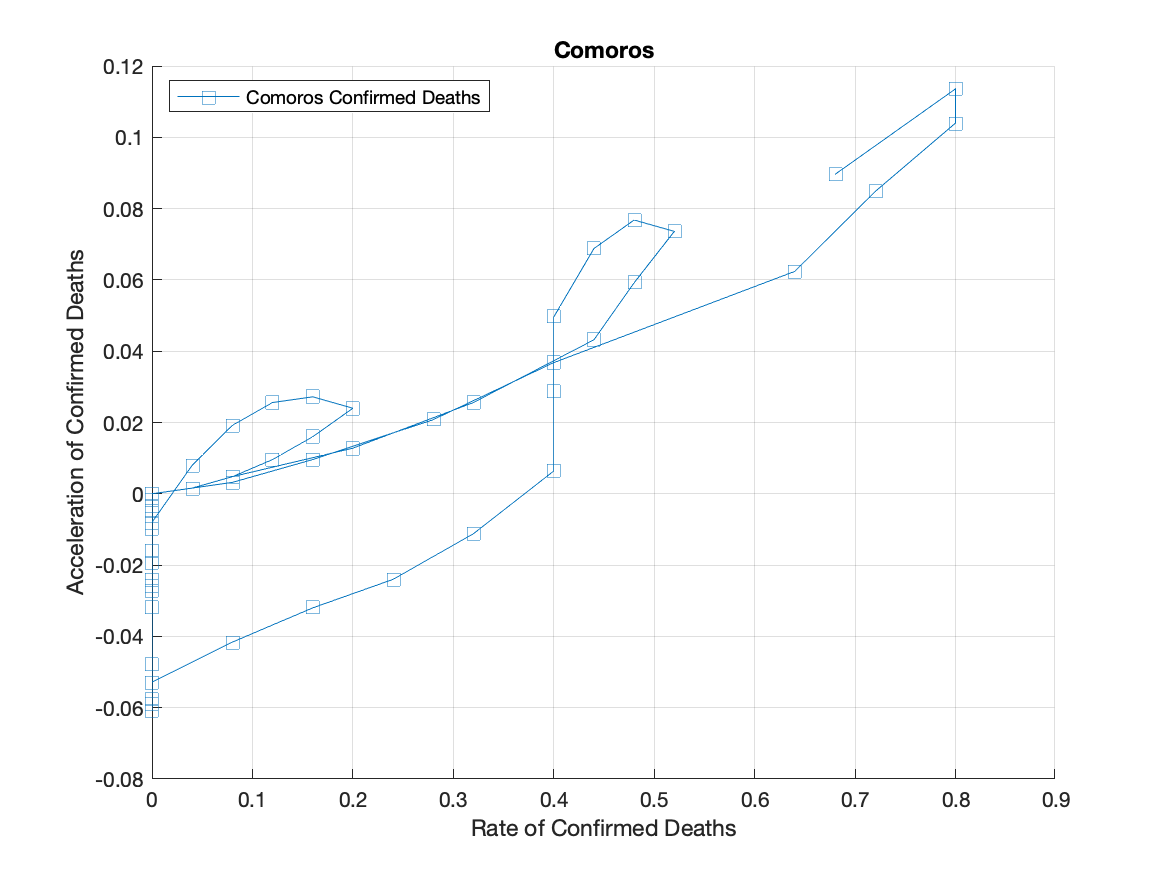 Comoros
Comoros Confirmed Deaths
0.12
0.1
0.08
0.06
0.04
0.02
0
-0.02
-0.04
-0.06
-0.08
Acceleration of Confirmed Deaths
0 0.1 0.2 0.3 0.4 0.5 0.6 0.7 0.8 0.9
Rate of Confirmed Deaths